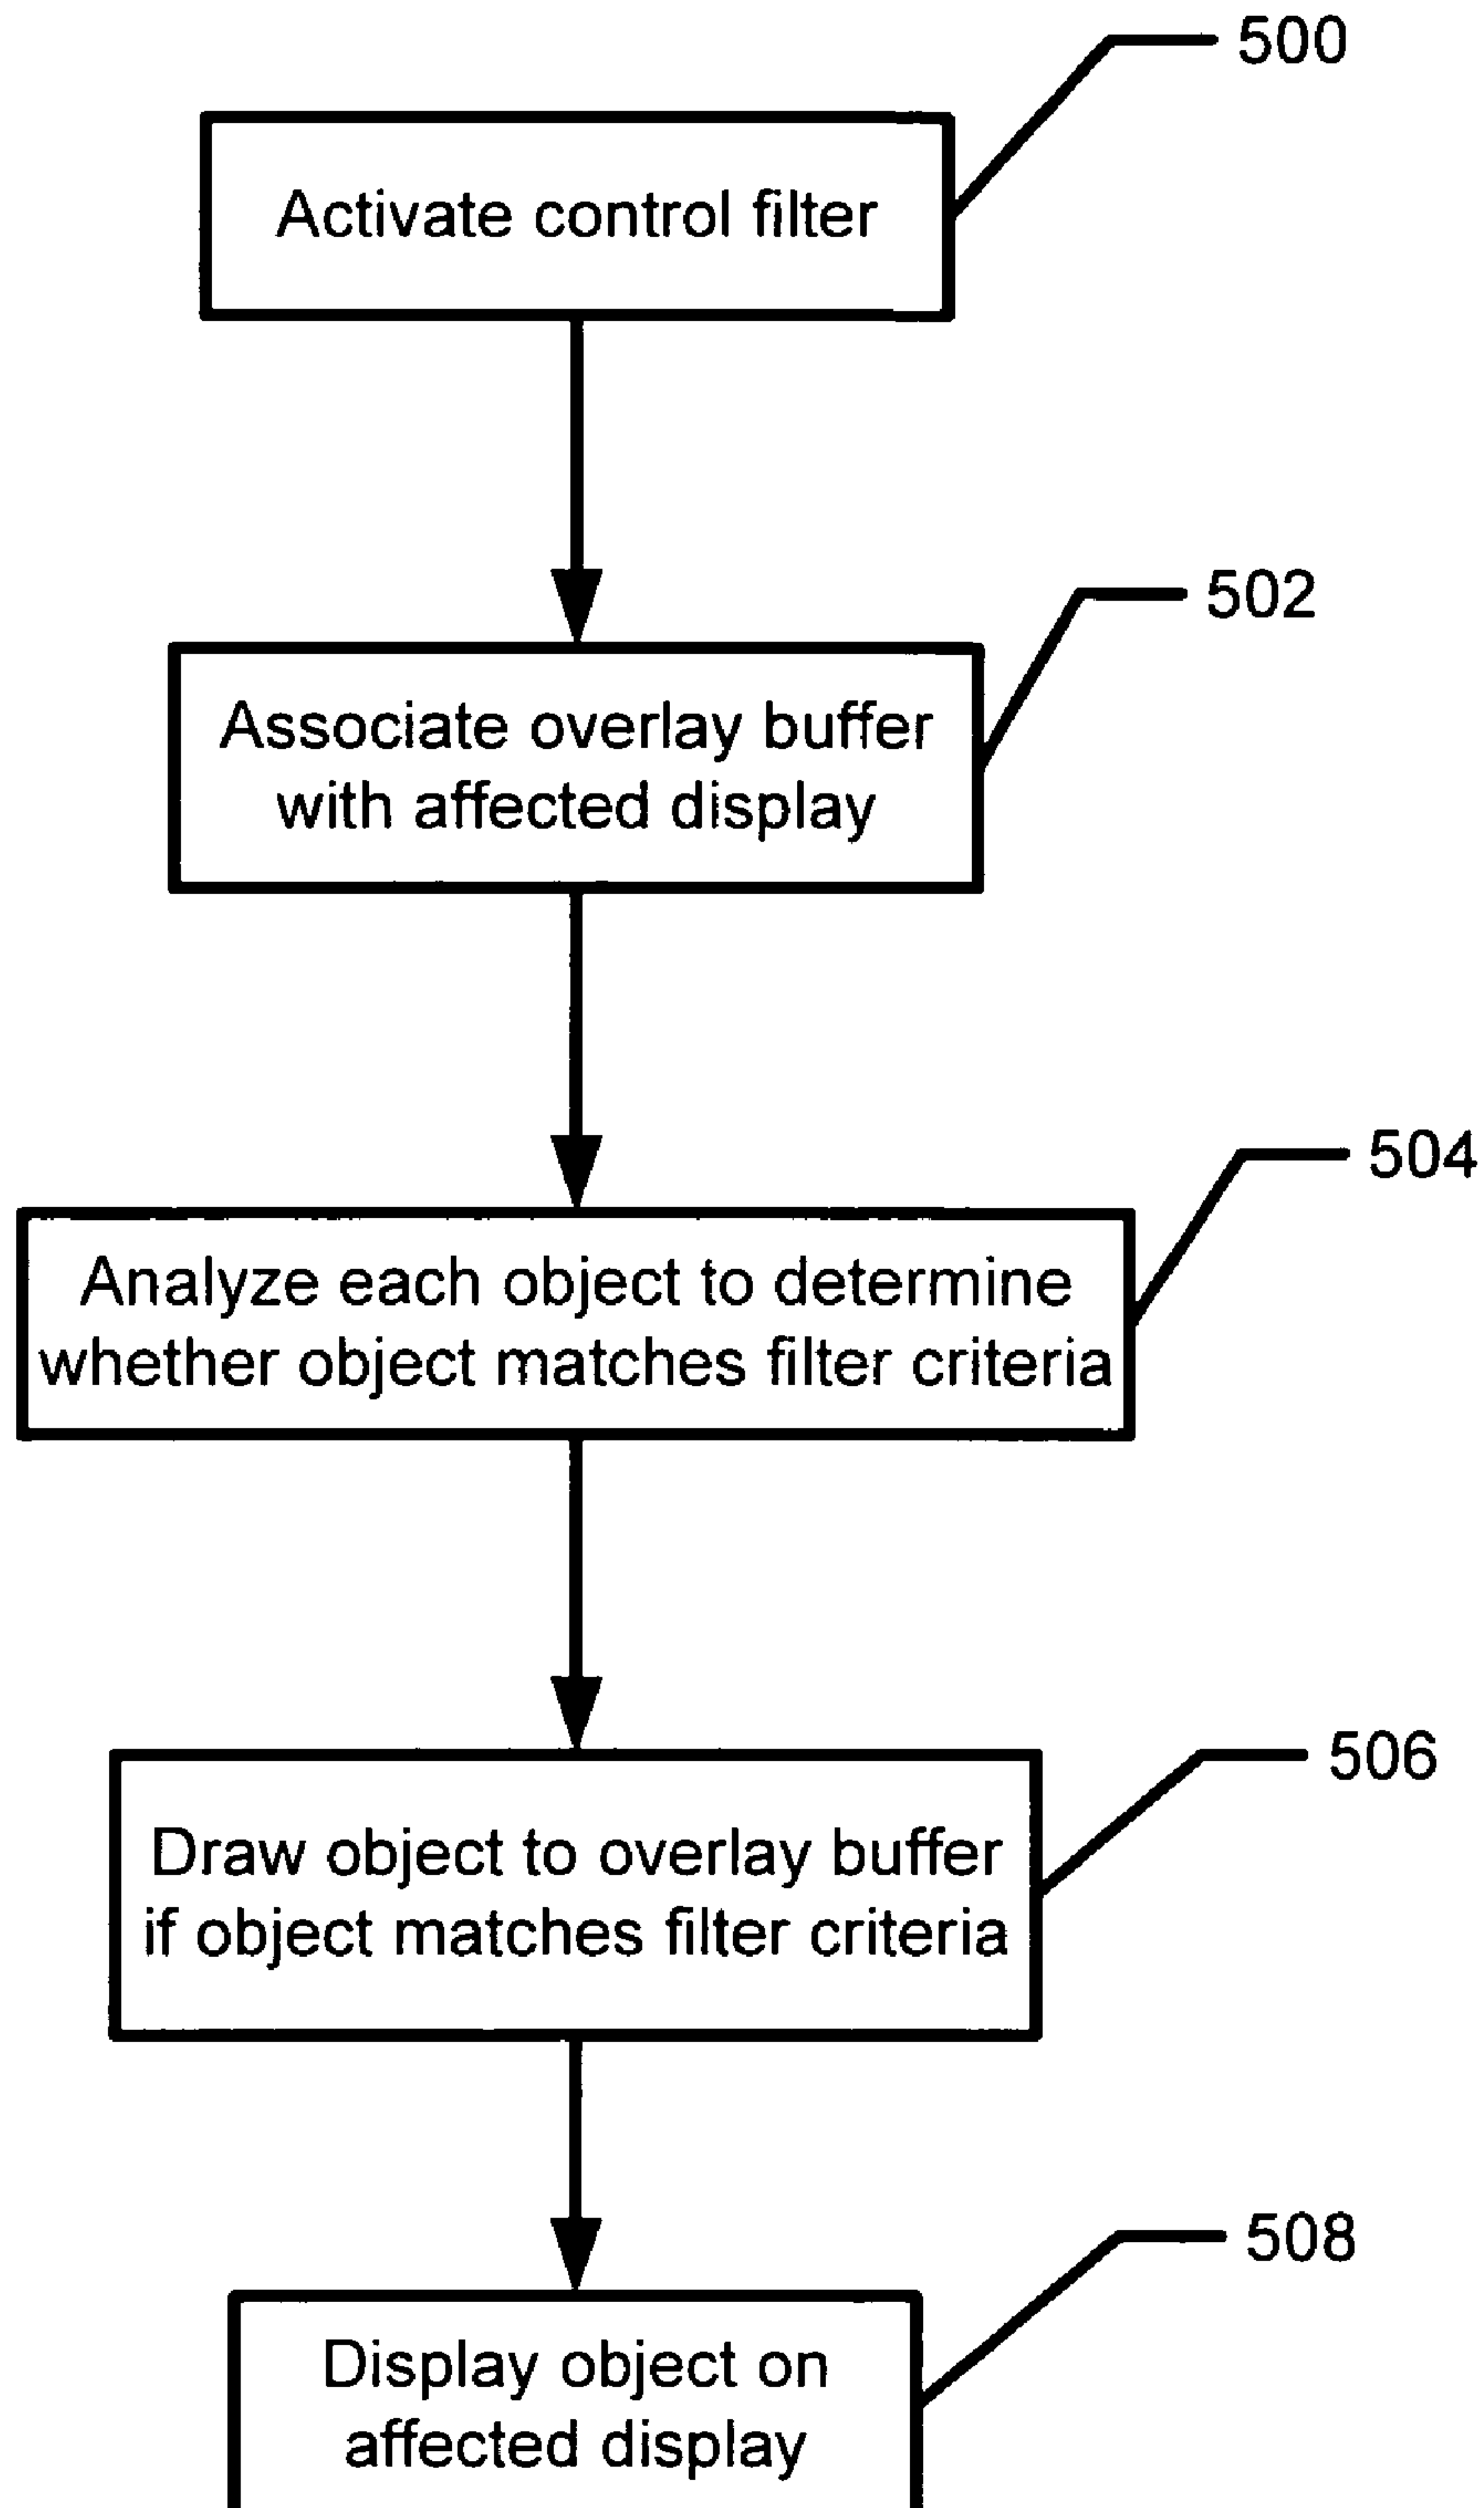 500
Activate control filter
502
Associate overlay buffer
with affected display
504
Analyze each object to determine
whether object matches filter criteria
506
Draw object to overlay buffer
if object matches filter criteria
508
Display object on
affected display